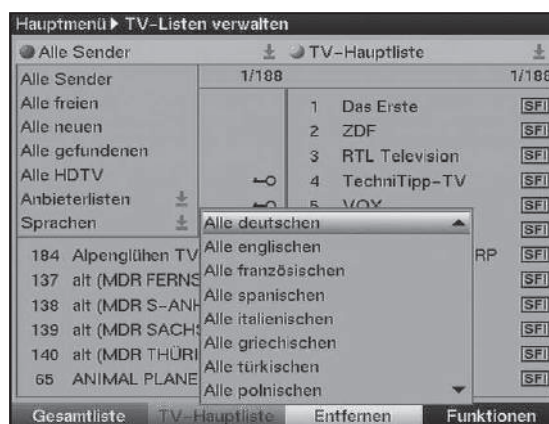 Hauptmenü ▶ TV-Listen verwalten
Alle Sender TV-Hauptliste
Alle Sender 1/188 1/188
Alle freien 1 Das Erste SFI
Alle neuen 2 ZDF SFI
Alle gefundenen 3 RTL Television SFI
Alle HDTV 4 TechniTipp-TV SFI
Anbieterlisten 5 VOX SFI
Sprachen Alle deutschen SFI
184 Alpenglühen TV Alle englischen RP SFI
137 alt (MDR FERNS Alle französischen SFI
138 alt (MDR S-ANH Alle spanischen SFI
139 alt (MDR SACHS Alle italienischen SFI
Alle griechischen
140 alt (MDR THÜRI Alle türkischen SFI
65 ANIMAL PLANE Alle polnischen SFI
Gesamtliste TV-Hauptliste Entfernen Funktionen